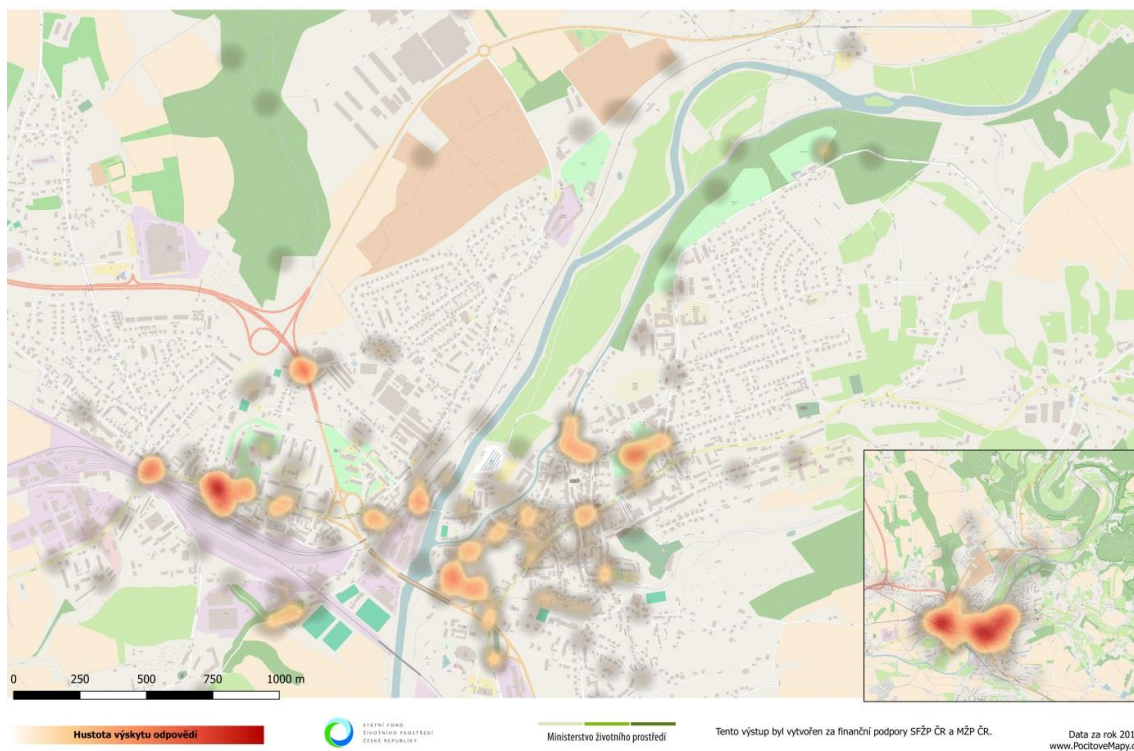 0 250 500 750 1000 m
Hustota výskytu odpovědí
STÁTNÍ FOND
ŽIVOTNÍHO PROSTŘEDÍ
ČESKÉ REPUBLIKY
Ministerstvo životního prostředí
Tento výstup byl vytvořen za finanční podpory SFŽP ČR a MŽP ČR.
Data za rok 201
www.PocitoveMapy.